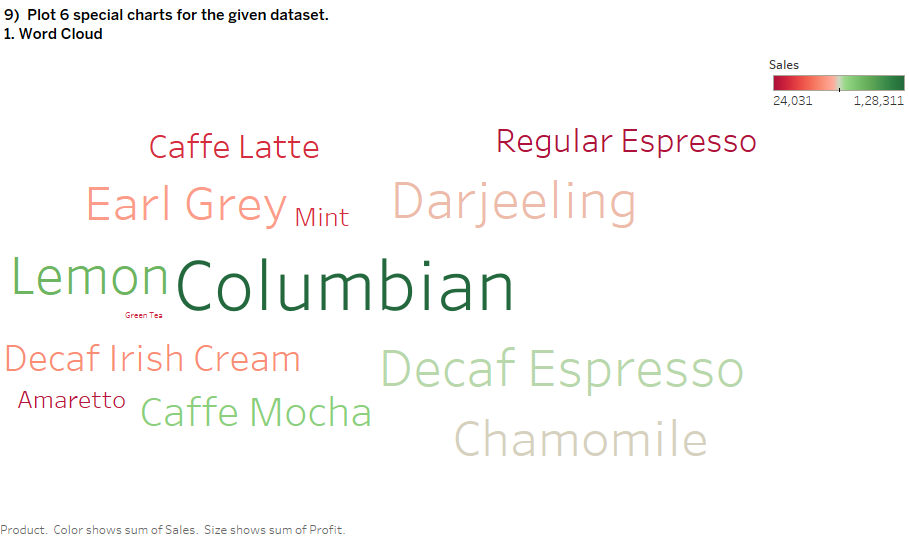 9) Plot 6 special charts for the given dataset.
1. Word Cloud
Sales
24,031 1,28,311
Caffe Latte Regular Espresso
Earl Grey Mint Darjeeling
Lemon Columbian
Green Tea
Decaf Irish Cream Decaf Espresso
Amaretto Caffe Mocha
Chamomile
Product. Color shows sum of Sales. Size shows sum of Profit.